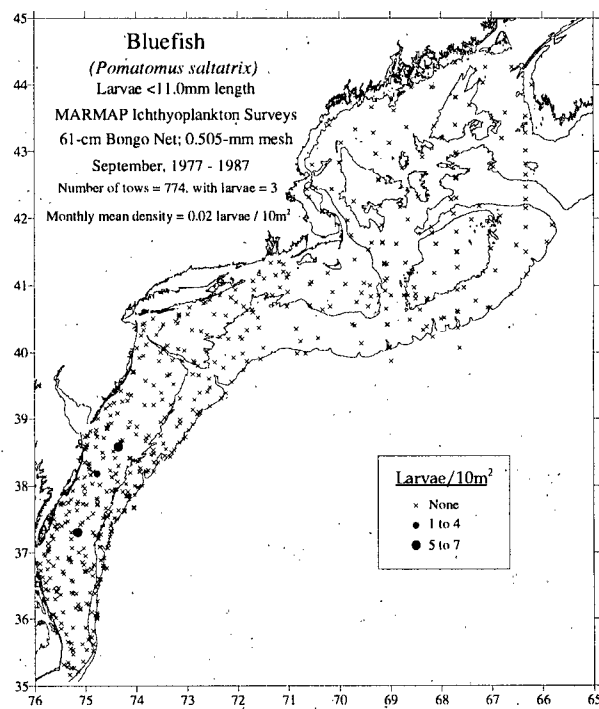 Bluefish
(Pomatomus saltatrix)
Larvae <11.0mm length
MARMAP Ichthyoplankton Surveys
61-cm Bongo Net; 0.505-mm mesh
September, 1977 - 1987
Number of tows = 774, with larvae = 3
Monthly mean density = 0.02 larvae / 10m²
45
44
43
42
41
40
39
38
37
36
35
Larvae/10m²
× None
● 1 to 4
● 5 to 7
76 75 74 73 72 71 70 69 68 67 66 65